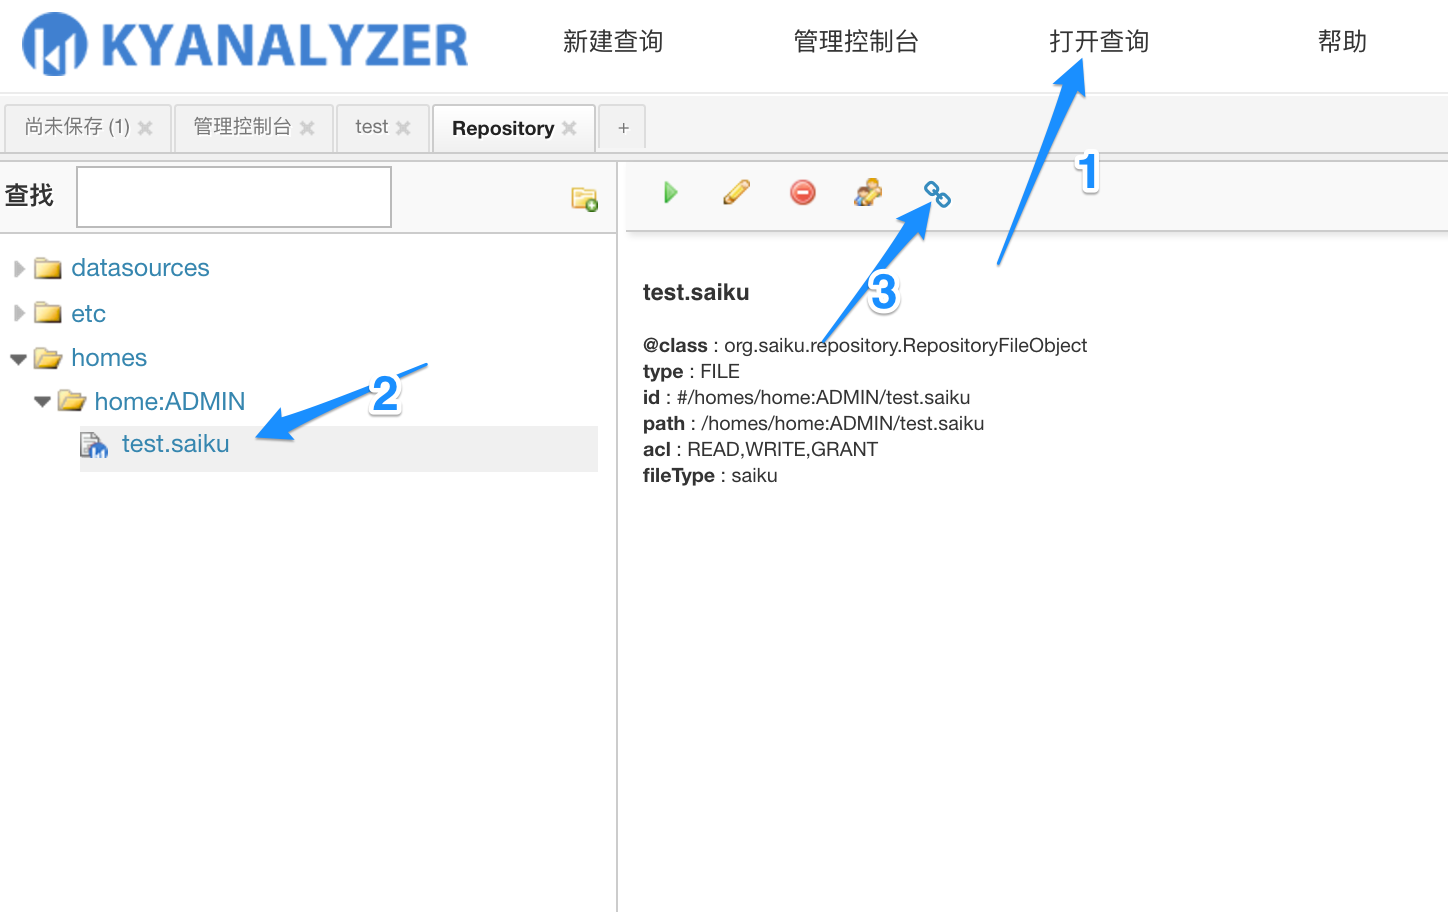 KYANALYZER
新建查询 管理控制台 打开查询 帮助
尚未保存 (1) 管理控制台 test Repository +
1
查找
3
datasources
test.saiku
etc
@class : org.saiku.repository.RepositoryFileObject
homes
type : FILE
2
home:ADMIN
id : #/homes/home:ADMIN/test.saiku
path : /homes/home:ADMIN/test.saiku
test.saiku
acl : READ,WRITE,GRANT
fileType : saiku